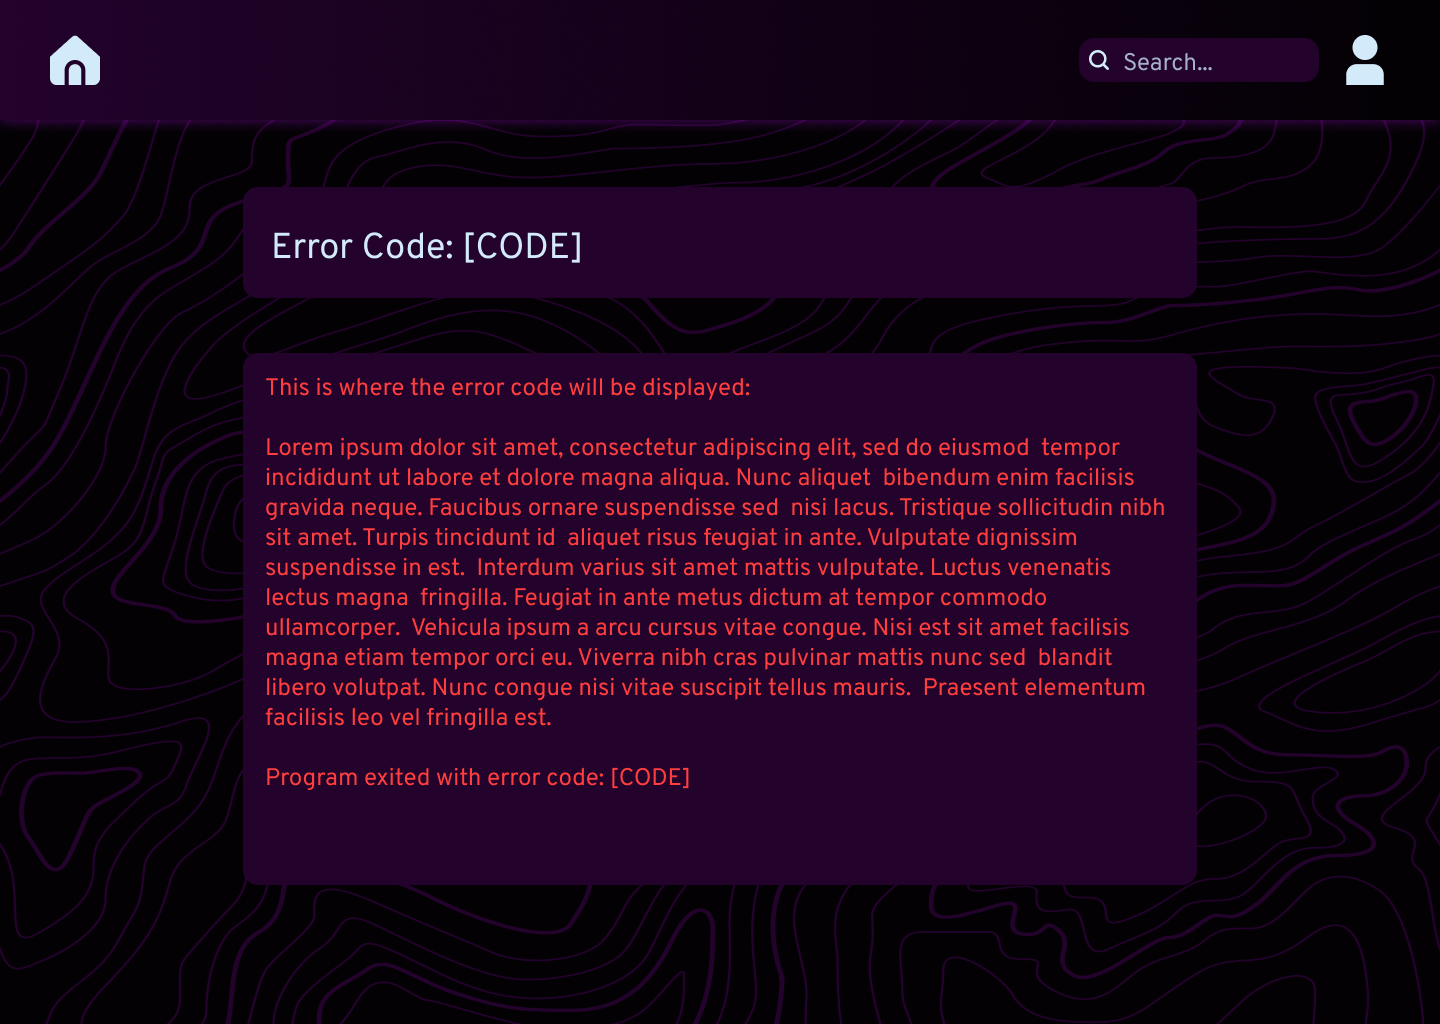 Search...
Error Code: [CODE]
This is where the error code will be displayed:
Lorem ipsum dolor sit amet, consectetur adipiscing elit, sed do eiusmod  tempor
incididunt ut labore et dolore magna aliqua. Nunc aliquet  bibendum enim facilisis
gravida neque. Faucibus ornare suspendisse sed  nisi lacus. Tristique sollicitudin nibh
sit amet. Turpis tincidunt id  aliquet risus feugiat in ante. Vulputate dignissim
suspendisse in est.  Interdum varius sit amet mattis vulputate. Luctus venenatis
lectus magna  fringilla. Feugiat in ante metus dictum at tempor commodo
ullamcorper.  Vehicula ipsum a arcu cursus vitae congue. Nisi est sit amet facilisis
magna etiam tempor orci eu. Viverra nibh cras pulvinar mattis nunc sed  blandit
libero volutpat. Nunc congue nisi vitae suscipit tellus mauris.  Praesent elementum
facilisis leo vel fringilla est.
Program exited with error code: [CODE]